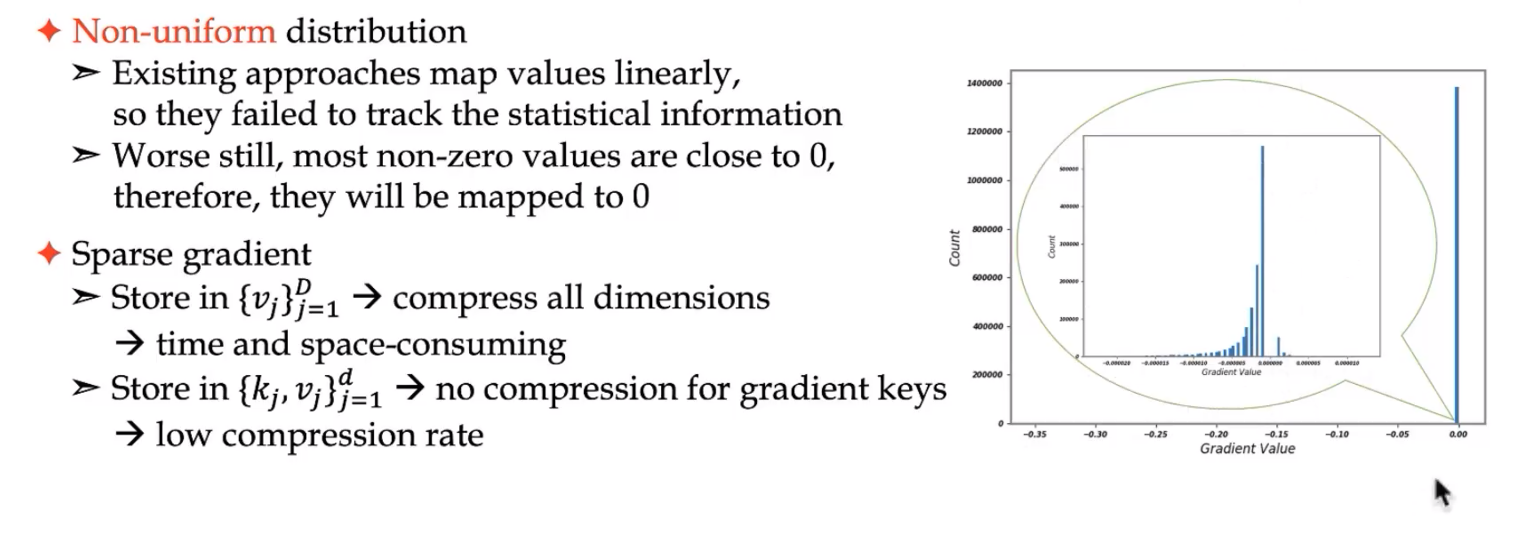 ✦ Non-uniform distribution
➣ Existing approaches map values linearly,
so they failed to track the statistical information
➣ Worse still, most non-zero values are close to 0,
therefore, they will be mapped to 0
✦ Sparse gradient
➣ Store in {v_j}_{j=1}^D → compress all dimensions
→ time and space-consuming
➣ Store in {k_j, v_j}_{j=1}^d → no compression for gradient keys
→ low compression rate
Count
1400000
1200000
1000000
800000
600000
400000
200000
0
−0.35 −0.30 −0.25 −0.20 −0.15 −0.10 −0.05 0.00
Gradient Value
Count
500000
400000
300000
200000
100000
0
−0.000020 −0.000015 −0.000010 −0.000005 0.000000 0.000005 0.000010
Gradient Value